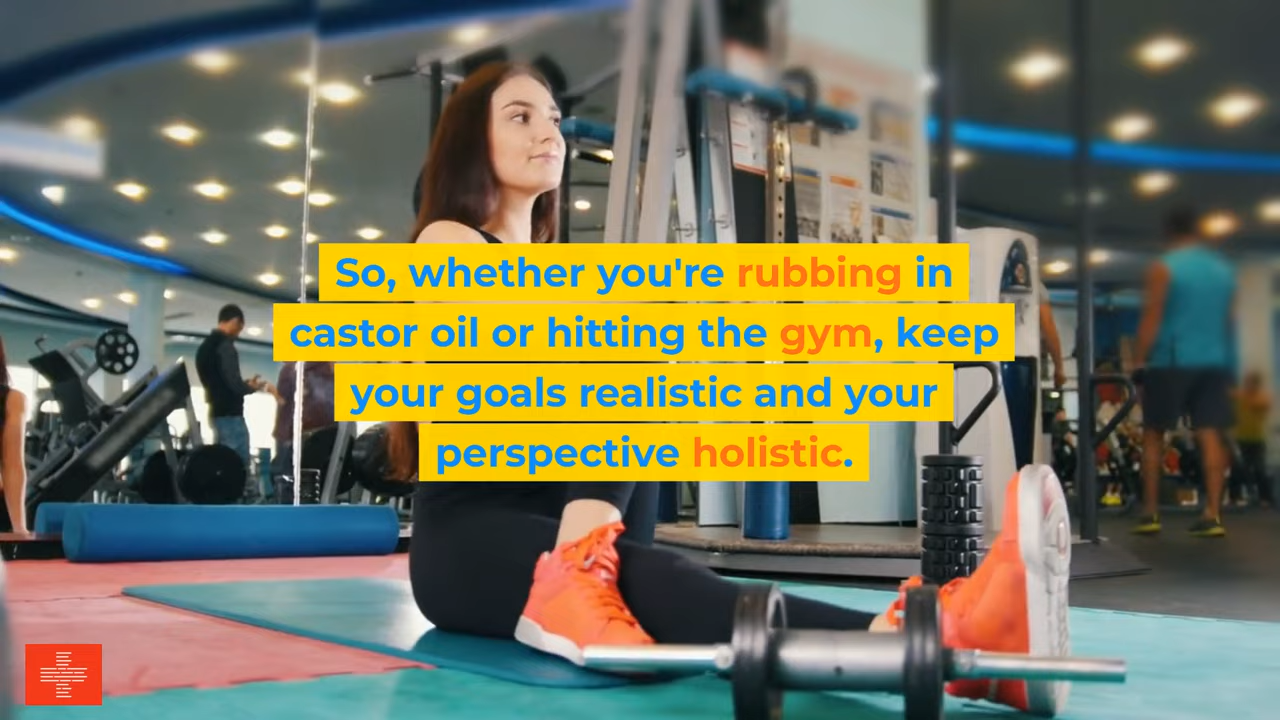 So, whether you're rubbing in
castor oil or hitting the gym, keep
your goals realistic and your
perspective holistic.